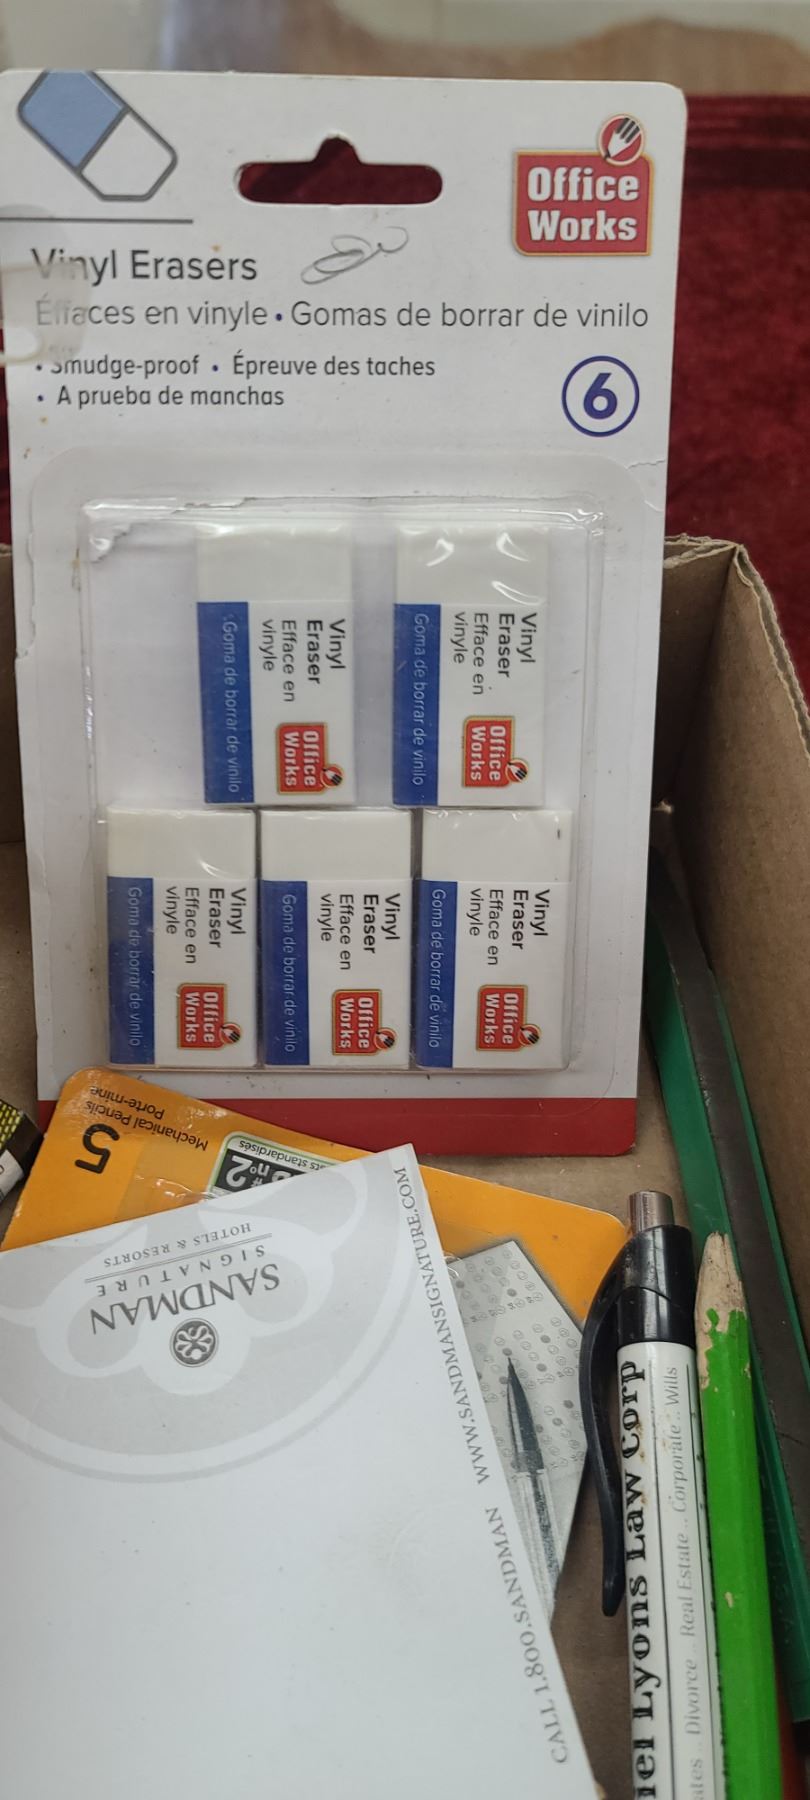 Office
Works
Vinyl Erasers
Éffaces en vinyle • Gomas de borrar de vinilo
• Smudge-proof • Épreuve des taches
• A prueba de manchas
6
Vinyl
Eraser
Efface en
vinyle
Goma de borrar de vinilo
Office
Works
Vinyl
Eraser
Efface en
vinyle
Goma de borrar de vinilo
Office
Works
Vinyl
Eraser
Efface en
vinyle
Goma de borrar de vinilo
Office
Works
Vinyl
Eraser
Efface en
vinyle
Goma de borrar de vinilo
Office
Works
Vinyl
Eraser
Efface en
vinyle
Goma de borrar de vinilo
Office
Works
5
Mechanical Pencils
Porte-mine
#2
nº
SANDMAN
SIGNATURE
HOTELS & RESORTS
CALL 1.800.SANDMAN WWW.SANDMANSIGNATURE.COM
Lyons Law Corp
Divorce .. Real Estate .. Corporate .. Wills